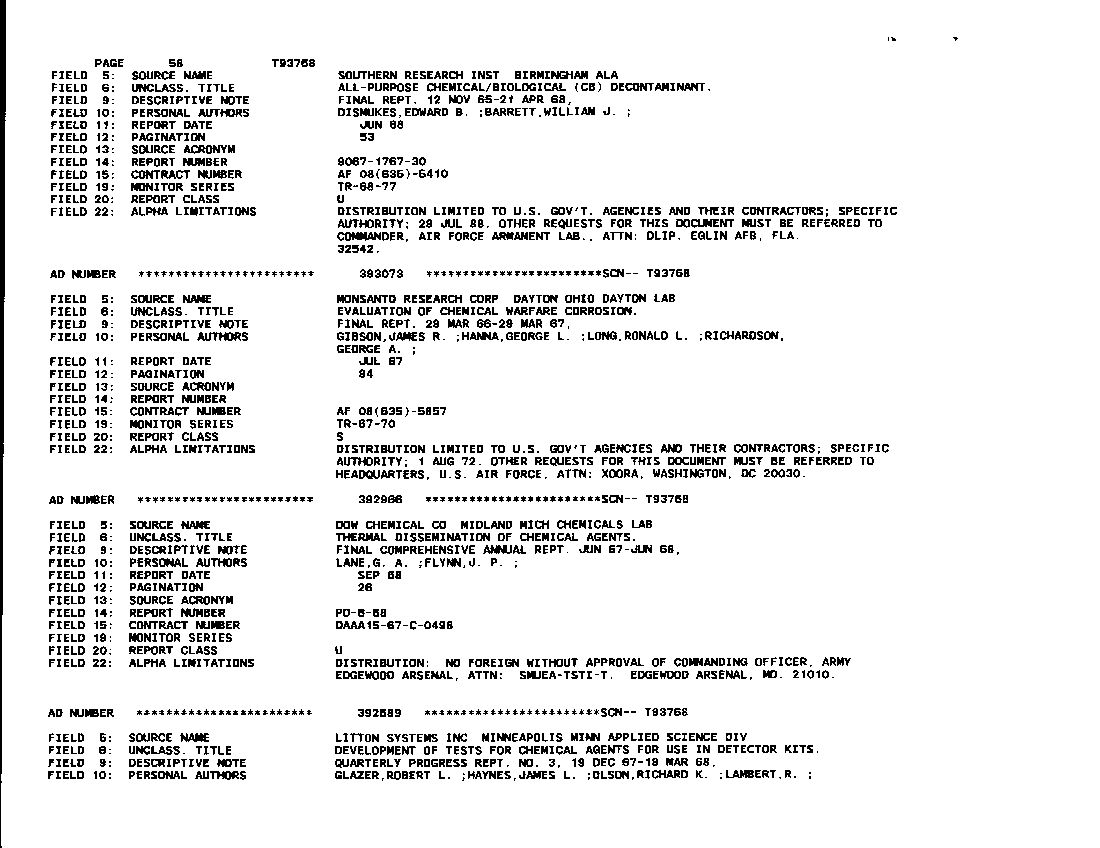 PAGE 56 T93768
FIELD 5: SOURCE NAME SOUTHERN RESEARCH INST BIRMINGHAM ALA
FIELD 6: UNCLASS. TITLE ALL-PURPOSE CHEMICAL/BIOLOGICAL (CB) DECONTAMINANT.
FIELD 9: DESCRIPTIVE NOTE FINAL REPT. 12 NOV 65-21 APR 68,
FIELD 10: PERSONAL AUTHORS DISMUKES,EDWARD B. ;BARRETT,WILLIAM J. ;
FIELD 11: REPORT DATE JUN 68
FIELD 12: PAGINATION 53
FIELD 13: SOURCE ACRONYM
FIELD 14: REPORT NUMBER 9067-1767-30
FIELD 15: CONTRACT NUMBER AF 08(635)-5410
FIELD 19: MONITOR SERIES TR-68-77
FIELD 20: REPORT CLASS U
FIELD 22: ALPHA LIMITATIONS DISTRIBUTION LIMITED TO U.S. GOV'T. AGENCIES AND THEIR CONTRACTORS; SPECIFIC
AUTHORITY; 29 JUL 88. OTHER REQUESTS FOR THIS DOCUMENT MUST BE REFERRED TO
COMMANDER, AIR FORCE ARMAMENT LAB., ATTN: DLIP. EGLIN AFB, FLA.
32542.
AD NUMBER ************************ 393073 ************************SCN-- T93768
FIELD 5: SOURCE NAME MONSANTO RESEARCH CORP DAYTON OHIO DAYTON LAB
FIELD 6: UNCLASS. TITLE EVALUATION OF CHEMICAL WARFARE CORROSION.
FIELD 9: DESCRIPTIVE NOTE FINAL REPT. 29 MAR 66-29 MAR 67,
FIELD 10: PERSONAL AUTHORS GIBSON,JAMES R. ;HANNA,GEORGE L. ;LONG,RONALD L. ;RICHARDSON,
GEORGE A. ;
FIELD 11: REPORT DATE JUL 67
FIELD 12: PAGINATION 94
FIELD 13: SOURCE ACRONYM
FIELD 14: REPORT NUMBER
FIELD 15: CONTRACT NUMBER AF 08(635)-5857
FIELD 19: MONITOR SERIES TR-67-70
FIELD 20: REPORT CLASS S
FIELD 22: ALPHA LIMITATIONS DISTRIBUTION LIMITED TO U.S. GOV'T AGENCIES AND THEIR CONTRACTORS; SPECIFIC
AUTHORITY; 1 AUG 72. OTHER REQUESTS FOR THIS DOCUMENT MUST BE REFERRED TO
HEADQUARTERS, U.S. AIR FORCE, ATTN: XOORA, WASHINGTON, DC 20030.
AD NUMBER ************************ 392966 ************************SCN-- T93768
FIELD 5: SOURCE NAME DOW CHEMICAL CO MIDLAND MICH CHEMICALS LAB
FIELD 6: UNCLASS. TITLE THERMAL DISSEMINATION OF CHEMICAL AGENTS.
FIELD 9: DESCRIPTIVE NOTE FINAL COMPREHENSIVE ANNUAL REPT. JUN 67-JUN 68,
FIELD 10: PERSONAL AUTHORS LANE,G. A. ;FLYNN,J. P. ;
FIELD 11: REPORT DATE SEP 68
FIELD 12: PAGINATION 26
FIELD 13: SOURCE ACRONYM
FIELD 14: REPORT NUMBER PO-6-68
FIELD 15: CONTRACT NUMBER DAAA15-67-C-0496
FIELD 19: MONITOR SERIES
FIELD 20: REPORT CLASS U
FIELD 22: ALPHA LIMITATIONS DISTRIBUTION: NO FOREIGN WITHOUT APPROVAL OF COMMANDING OFFICER, ARMY
EDGEWOOD ARSENAL, ATTN: SMUEA-TSTI-T. EDGEWOOD ARSENAL, MD. 21010.
AD NUMBER ************************ 392689 ************************SCN-- T93768
FIELD 5: SOURCE NAME LITTON SYSTEMS INC MINNEAPOLIS MINN APPLIED SCIENCE DIV
FIELD 6: UNCLASS. TITLE DEVELOPMENT OF TESTS FOR CHEMICAL AGENTS FOR USE IN DETECTOR KITS.
FIELD 9: DESCRIPTIVE NOTE QUARTERLY PROGRESS REPT. NO. 3, 19 DEC 67-19 MAR 68,
FIELD 10: PERSONAL AUTHORS GLAZER,ROBERT L. ;HAYNES,JAMES L. ;OLSON,RICHARD K. ;LAMBERT,R. ;